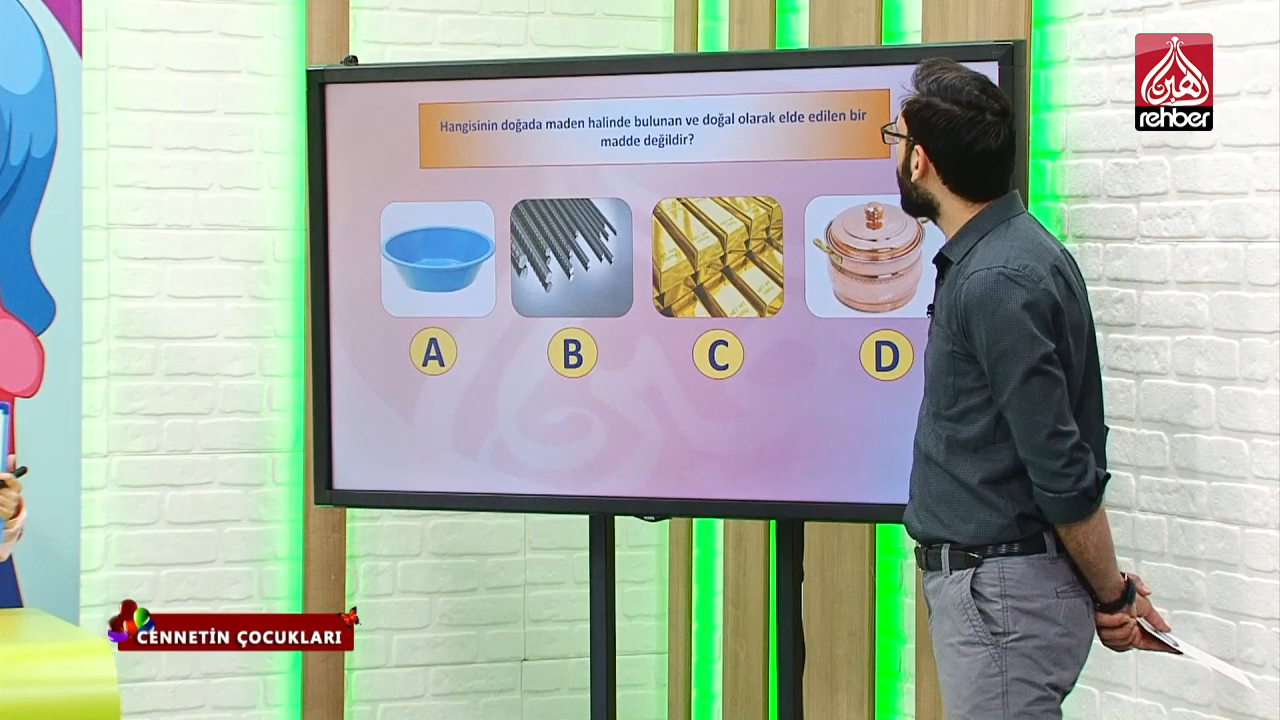 Hangisinin doğada maden halinde bulunan ve doğal olarak elde edilen bir
madde değildir?
A
B
C
D
rehber
CENNETİN ÇOCUKLARI